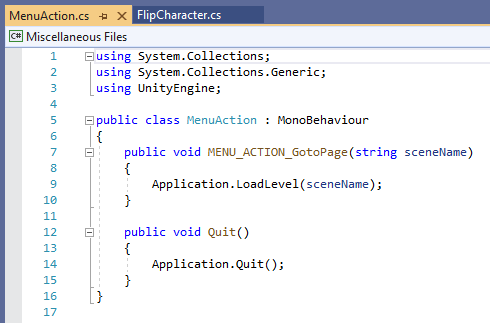 MenuAction.cs FlipCharacter.cs
C# Miscellaneous Files
1 using System.Collections;
2 using System.Collections.Generic;
3 using UnityEngine;
4
5 public class MenuAction : MonoBehaviour
6 {
7 public void MENU_ACTION_GotoPage(string sceneName)
8 {
9 Application.LoadLevel(sceneName);
10 }
11
12 public void Quit()
13 {
14 Application.Quit();
15 }
16 }
17